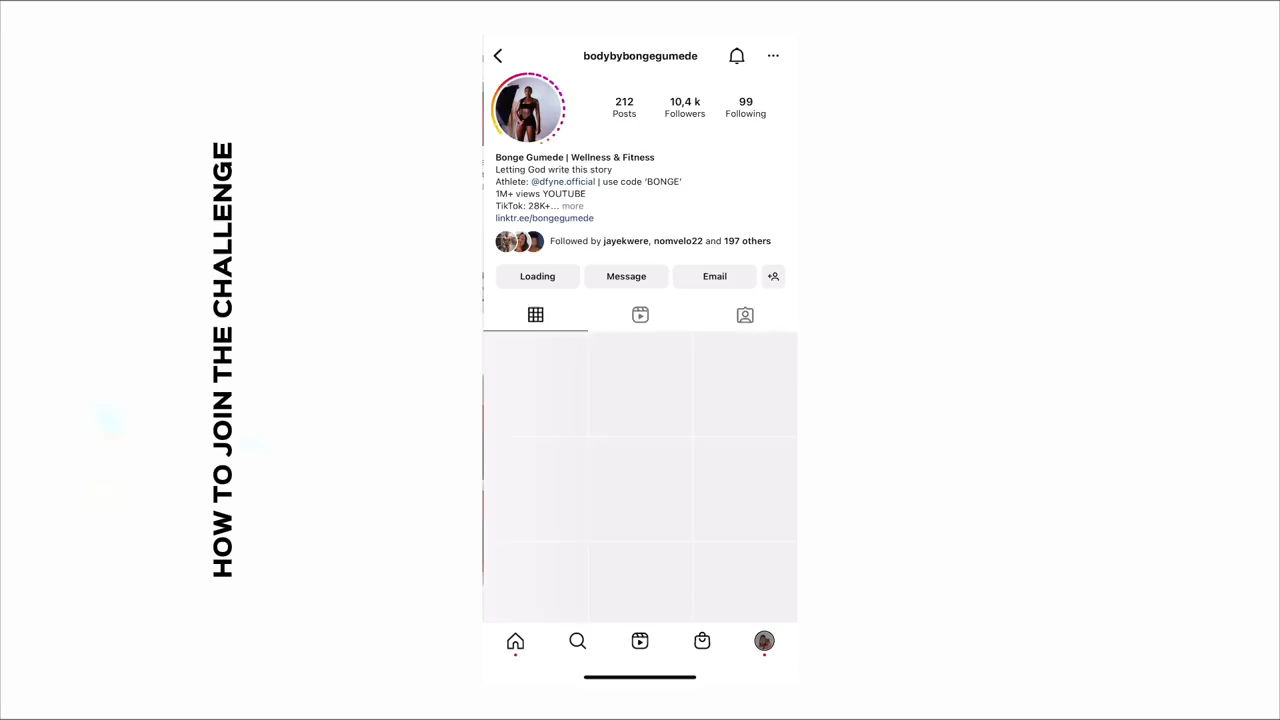 HOW TO JOIN THE CHALLENGE
bodybybongegumede
212
Posts
10,4 k
Followers
99
Following
Bonge Gumede | Wellness & Fitness
Letting God write this story
Athlete: @dfyne.official | use code 'BONGE'
1M+ views YOUTUBE
TikTok: 28K+... more
linktr.ee/bongegumede
Followed by jayekwere, nomvelo22 and 197 others
Loading
Message
Email